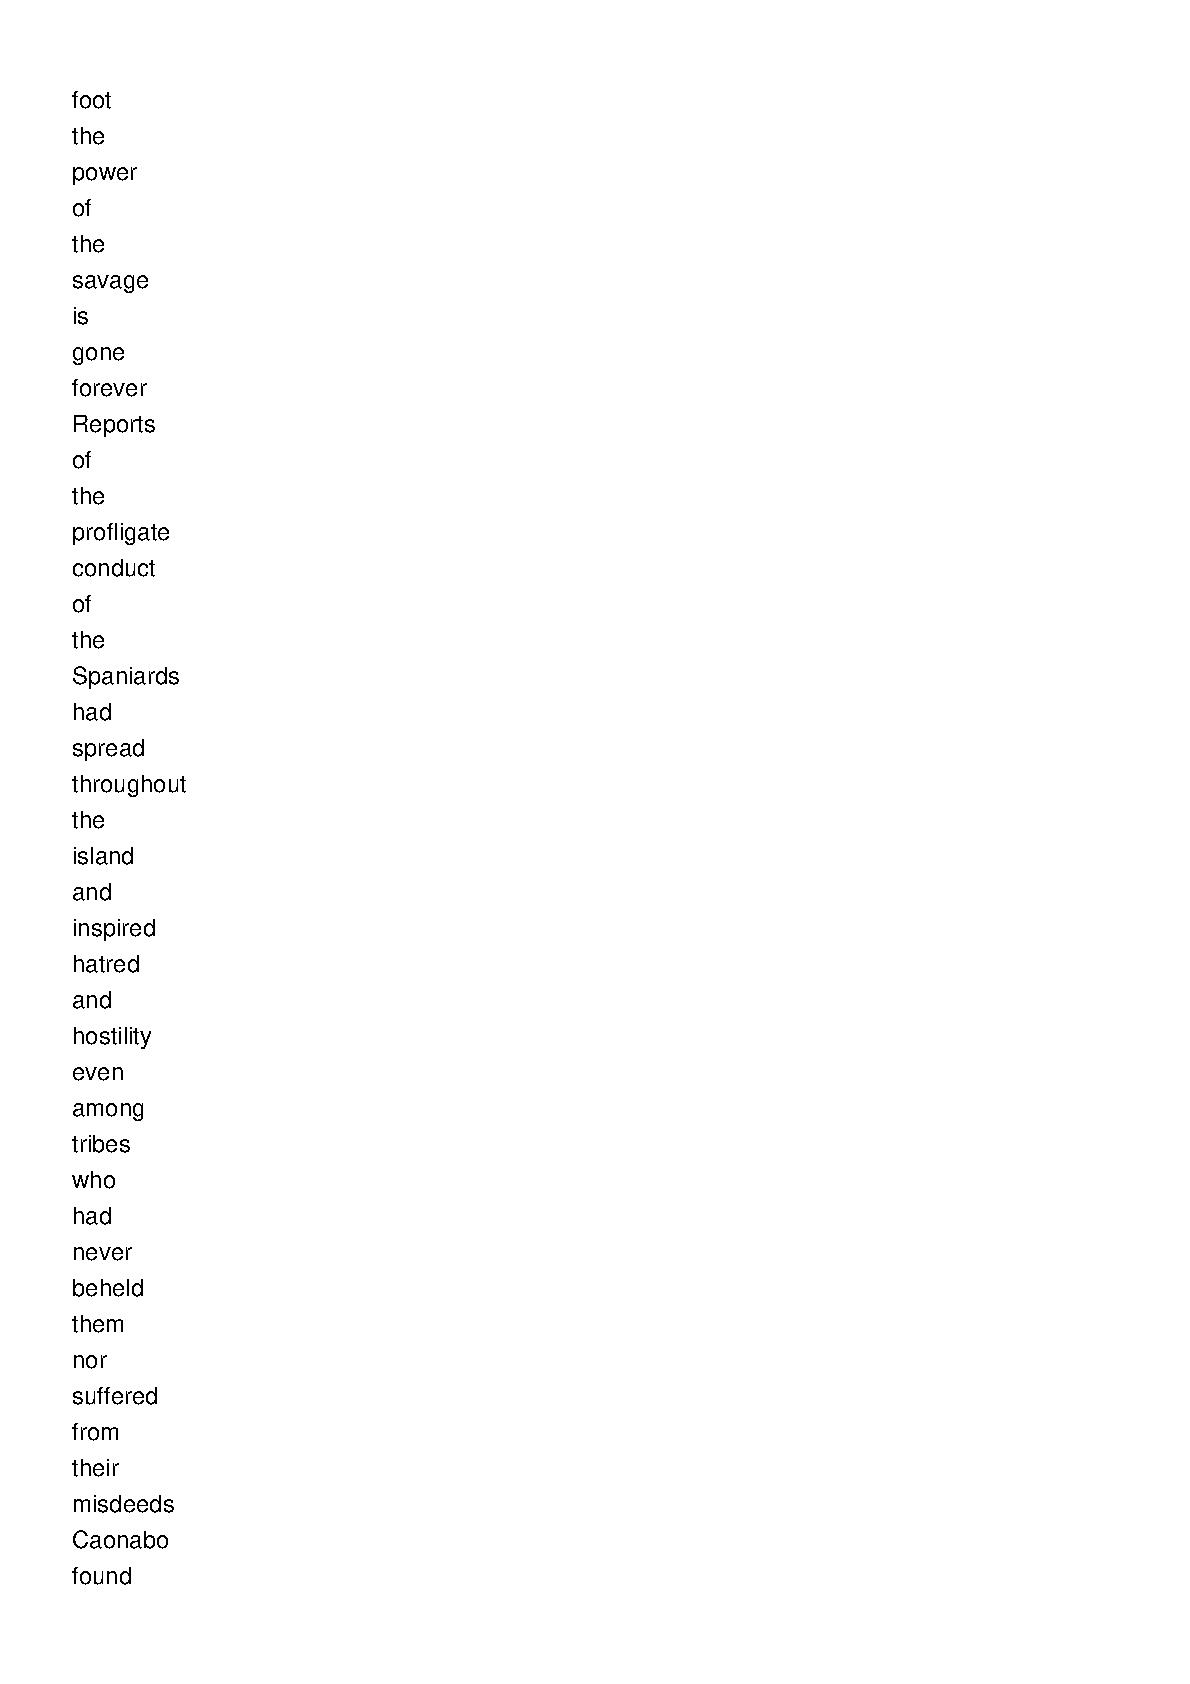 foot
the
power
of
the
savage
is
gone
forever
Reports
of
the
profligate
conduct
of
the
Spaniards
had
spread
throughout
the
island
and
inspired
hatred
and
hostility
even
among
tribes
who
had
never
beheld
them
nor
suffered
from
their
misdeeds
Caonabo
found